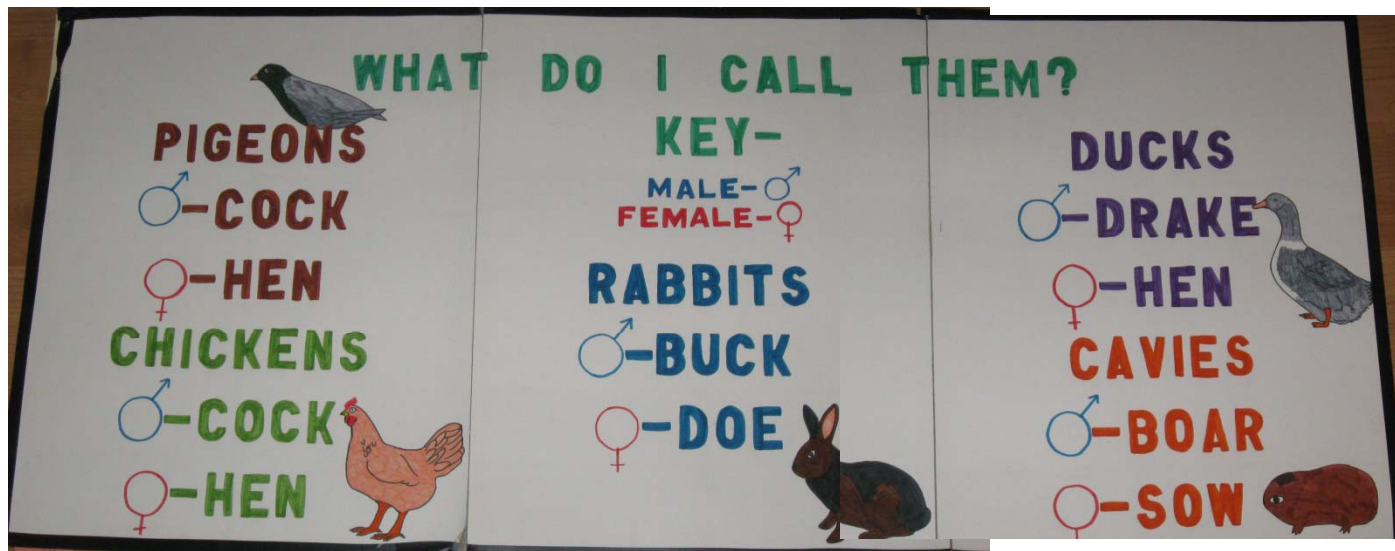 WHAT DO I CALL THEM?
PIGEONS
♂-COCK
♀-HEN
CHICKENS
♂-COCK
♀-HEN
KEY-
MALE-♂
FEMALE-♀
RABBITS
♂-BUCK
♀-DOE
DUCKS
♂-DRAKE
♀-HEN
CAVIES
♂-BOAR
♀-SOW